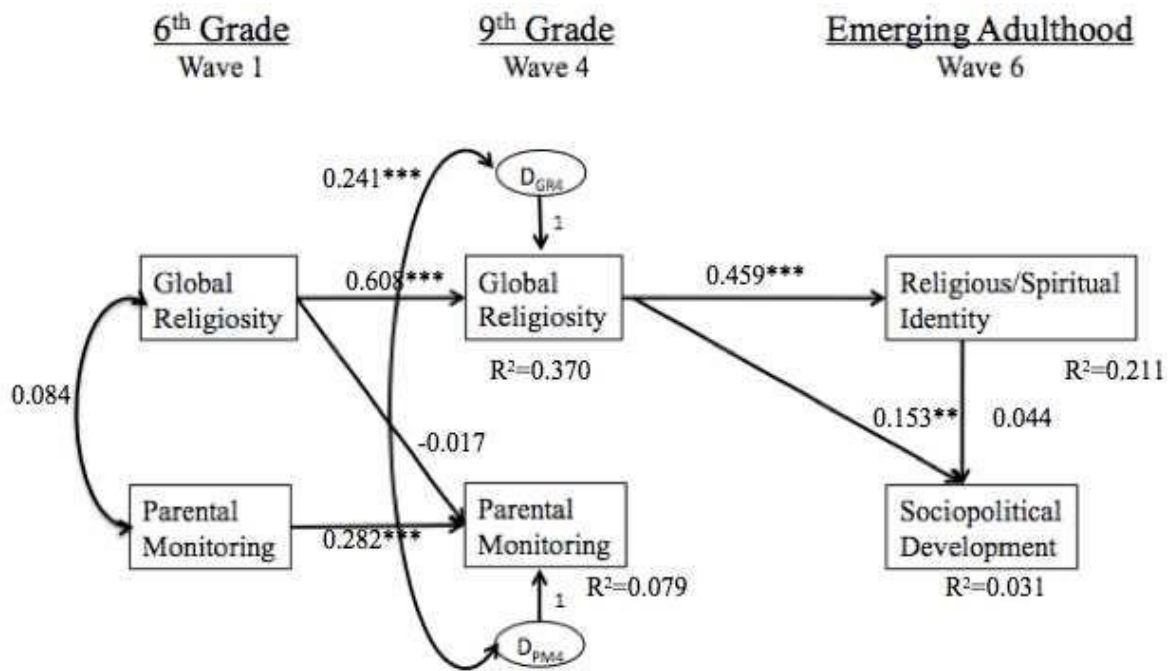 6th Grade
Wave 1
9th Grade
Wave 4
Emerging Adulthood
Wave 6
0.241***
D_GR4
1
Global
Religiosity
0.608***
Global
Religiosity
R²=0.370
0.459***
Religious/Spiritual
Identity
R²=0.211
0.084
-0.017
0.153**
0.044
Parental
Monitoring
0.282***
Parental
Monitoring
R²=0.079
Sociopolitical
Development
R²=0.031
1
D_PM4